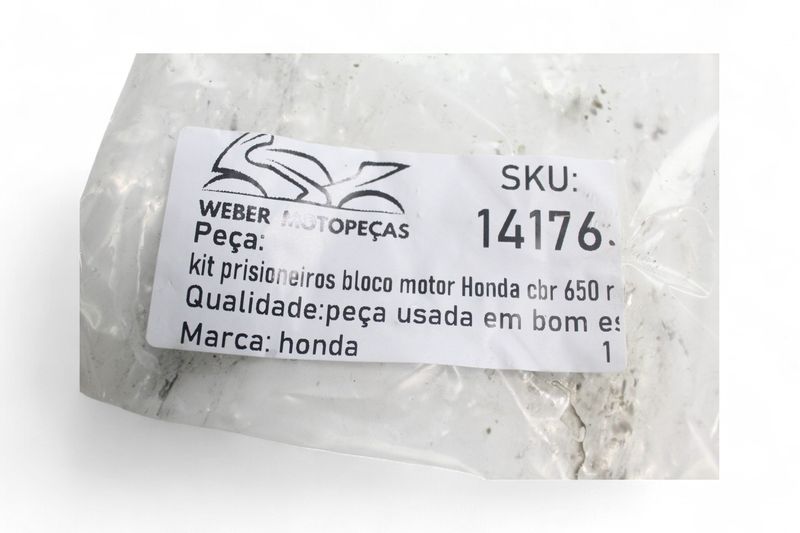 SKU:
WEBER MOTOPEÇAS
14176.
Peça:
kit prisioneiros bloco motor Honda cbr 650 r
Qualidade:peça usada em bom es
Marca: honda
1